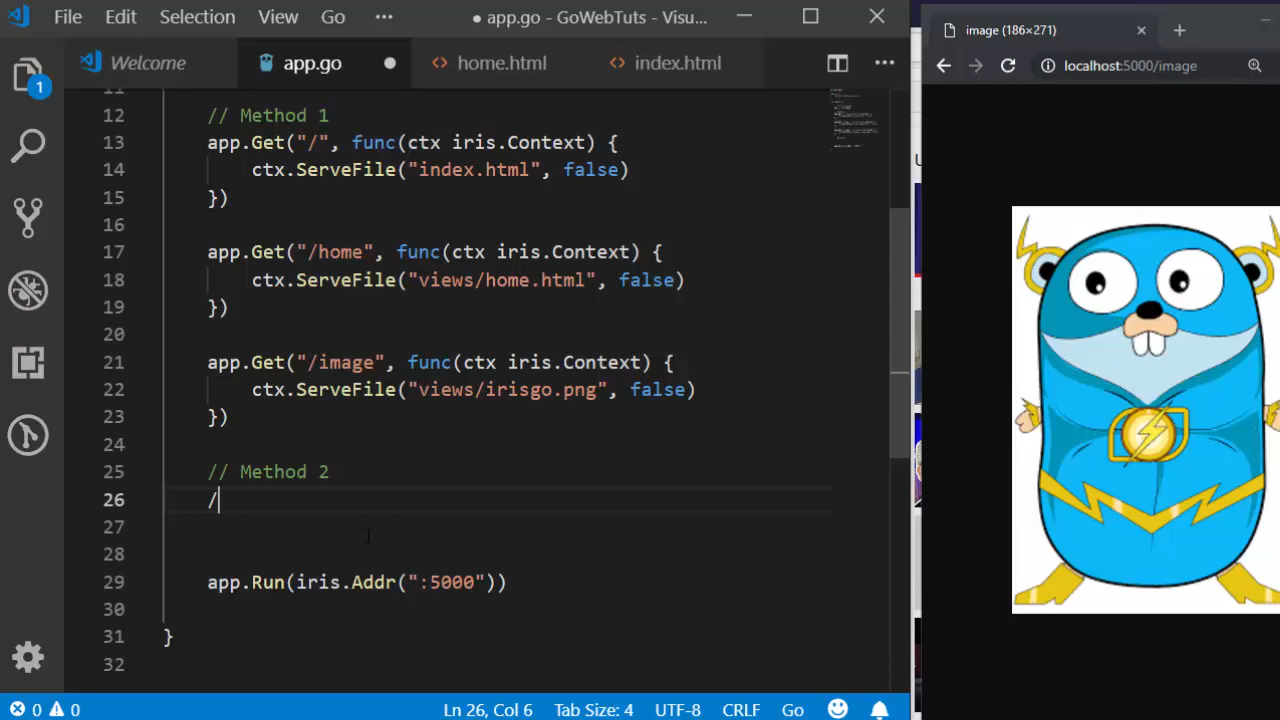 File Edit Selection View Go ••• ● app.go - GoWebTuts - Visu...
Welcome app.go ● home.html index.html •••
1
12 // Method 1
13 app.Get("/", func(ctx iris.Context) {
14 ctx.ServeFile("index.html", false)
15 })
16
17 app.Get("/home", func(ctx iris.Context) {
18 ctx.ServeFile("views/home.html", false)
19 })
20
21 app.Get("/image", func(ctx iris.Context) {
22 ctx.ServeFile("views/irisgo.png", false)
23 })
24
25 // Method 2
26 /
27
28
29 app.Run(iris.Addr(":5000"))
30
31 }
32
0 0 Ln 26, Col 6 Tab Size: 4 UTF-8 CRLF Go
image (186×271)
localhost:5000/image